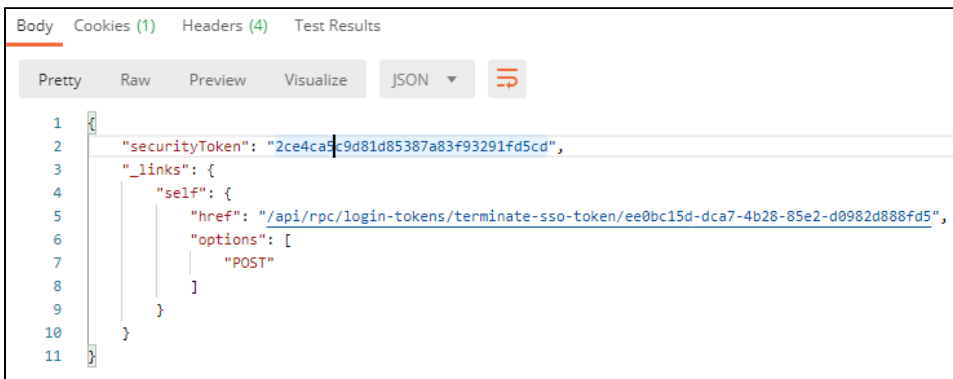 Body Cookies (1) Headers (4) Test Results
Pretty Raw Preview Visualize JSON
1 {
2 "securityToken": "2ce4ca5c9d81d85387a83f93291fd5cd",
3 "_links": {
4 "self": {
5 "href": "/api/rpc/login-tokens/terminate-sso-token/ee0bc15d-dca7-4b28-85e2-d0982d888fd5",
6 "options": [
7 "POST"
8 ]
9 }
10 }
11 }